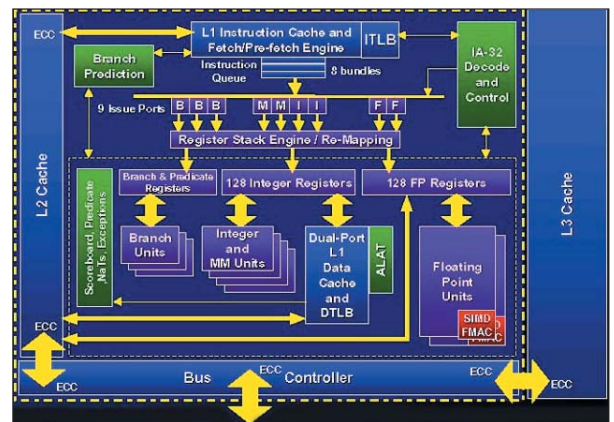 ECC
L1 Instruction Cache and
Fetch/Pre-fetch Engine
ITLB
Branch
Prediction
Instruction
Queue
8 bundles
IA-32
Decode
and
Control
9 Issue Ports
B B B
M M I I
F F
Register Stack Engine / Re-Mapping
L2 Cache
L3 Cache
Scoreboard, Predicate
,NaTs, Exceptions
Branch & Predicate
Registers
128 Integer Registers
128 FP Registers
Branch
Units
Integer
and
MM Units
Dual-Port
L1
Data
Cache
and
DTLB
ALAT
Floating
Point
Units
SIMD
FMAC
FMAC
ECC
ECC
Bus Controller
ECC
ECC
ECC